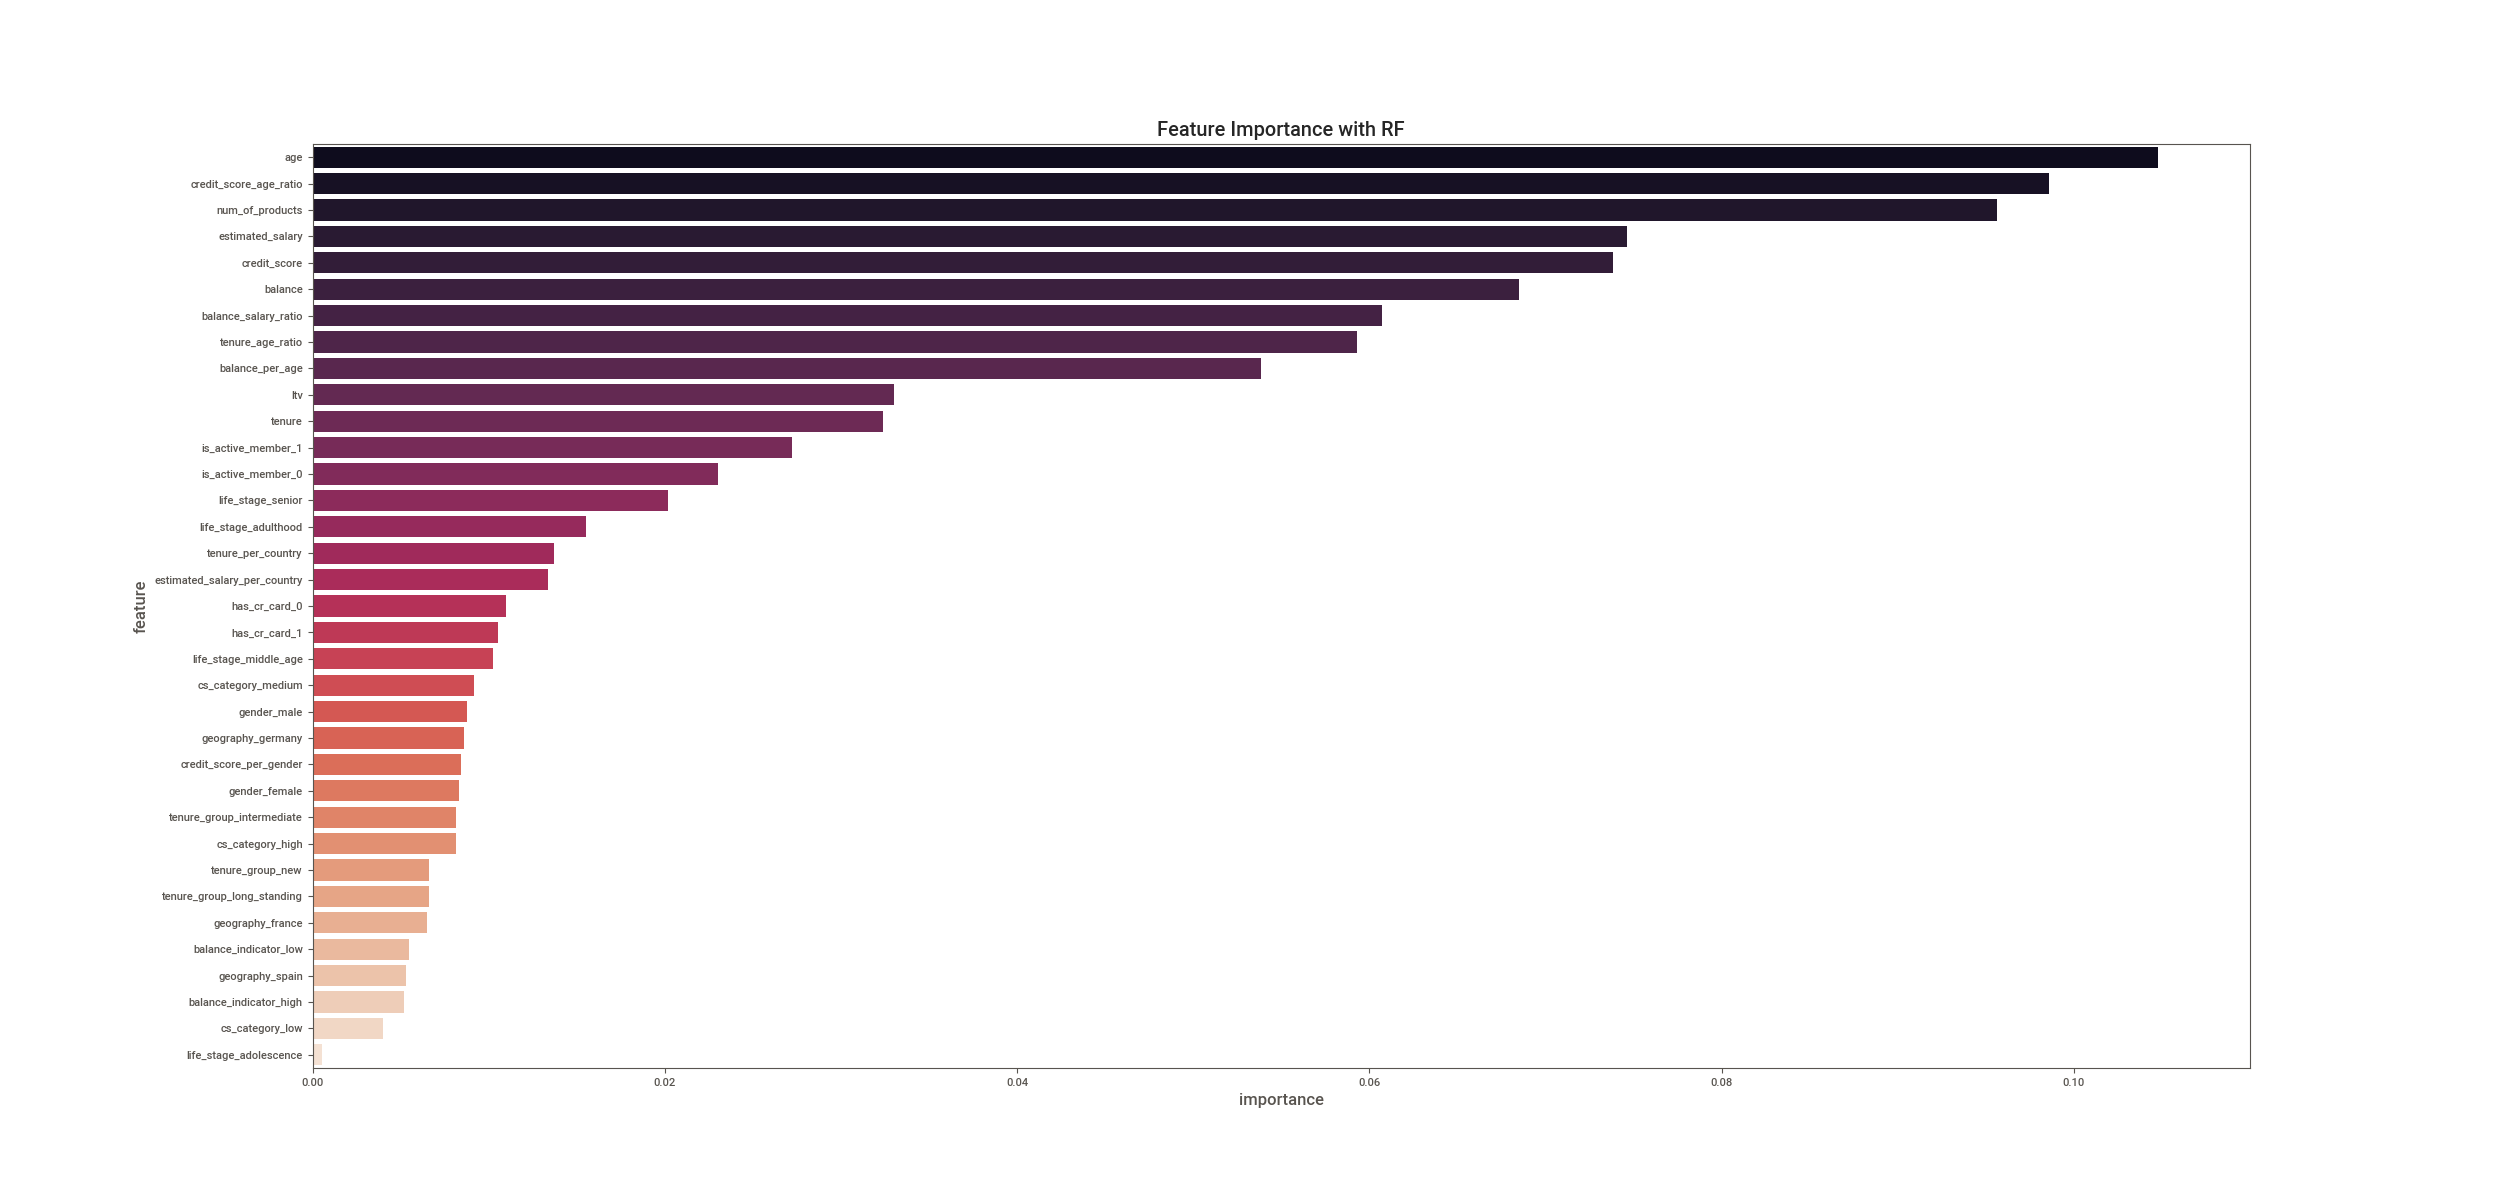 Feature Importance with RF
age
credit_score_age_ratio
num_of_products
estimated_salary
credit_score
balance
balance_salary_ratio
tenure_age_ratio
balance_per_age
ltv
tenure
is_active_member_1
is_active_member_0
life_stage_senior
life_stage_adulthood
tenure_per_country
estimated_salary_per_country
has_cr_card_0
has_cr_card_1
life_stage_middle_age
cs_category_medium
gender_male
geography_germany
credit_score_per_gender
gender_female
tenure_group_intermediate
cs_category_high
tenure_group_new
tenure_group_long_standing
geography_france
balance_indicator_low
geography_spain
balance_indicator_high
cs_category_low
life_stage_adolescence
feature
0.00 0.02 0.04 0.06 0.08 0.10
importance